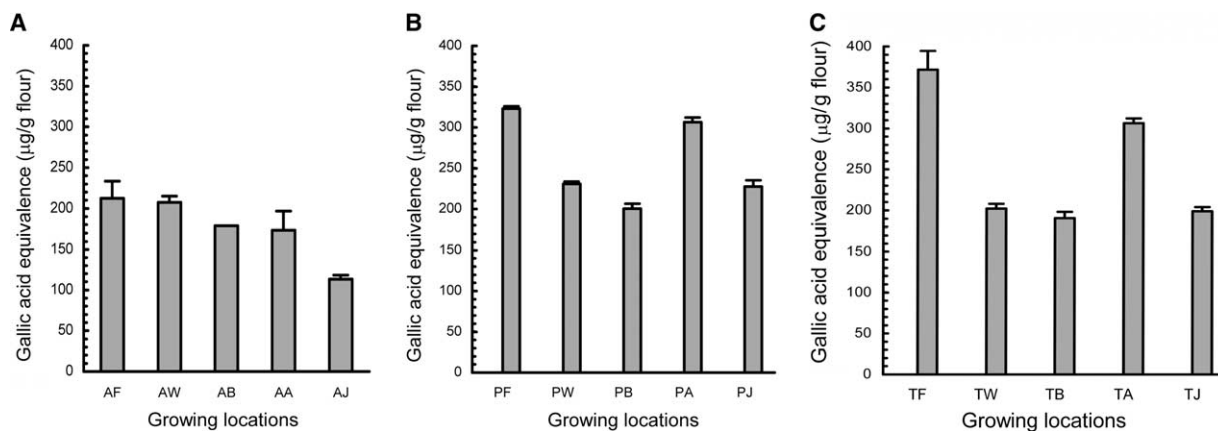 A
Gallic acid equivalence (µg/g flour)
400
350
300
250
200
150
100
50
0
AF AW AB AA AJ
Growing locations
B
Gallic acid equivalence (µg/g flour)
400
350
300
250
200
150
100
50
0
PF PW PB PA PJ
Growing locations
C
Gallic acid equivalence (µg/g flour)
400
350
300
250
200
150
100
50
0
TF TW TB TA TJ
Growing locations